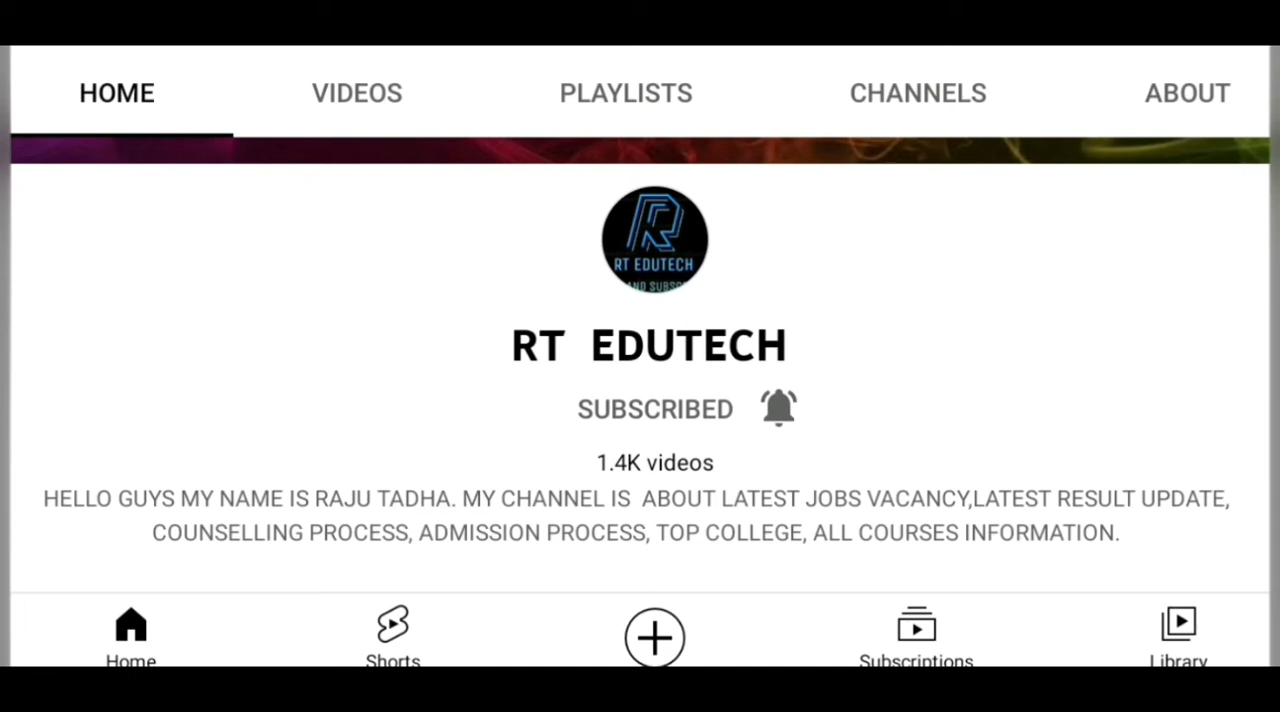 HOME VIDEOS PLAYLISTS CHANNELS ABOUT
RT EDUTECH
AND
RT EDUTECH
SUBSCRIBED
1.4K videos
HELLO GUYS MY NAME IS RAJU TADHA. MY CHANNEL IS ABOUT LATEST JOBS VACANCY,LATEST RESULT UPDATE,
COUNSELLING PROCESS, ADMISSION PROCESS, TOP COLLEGE, ALL COURSES INFORMATION.
Home Shorts Subscriptions Library